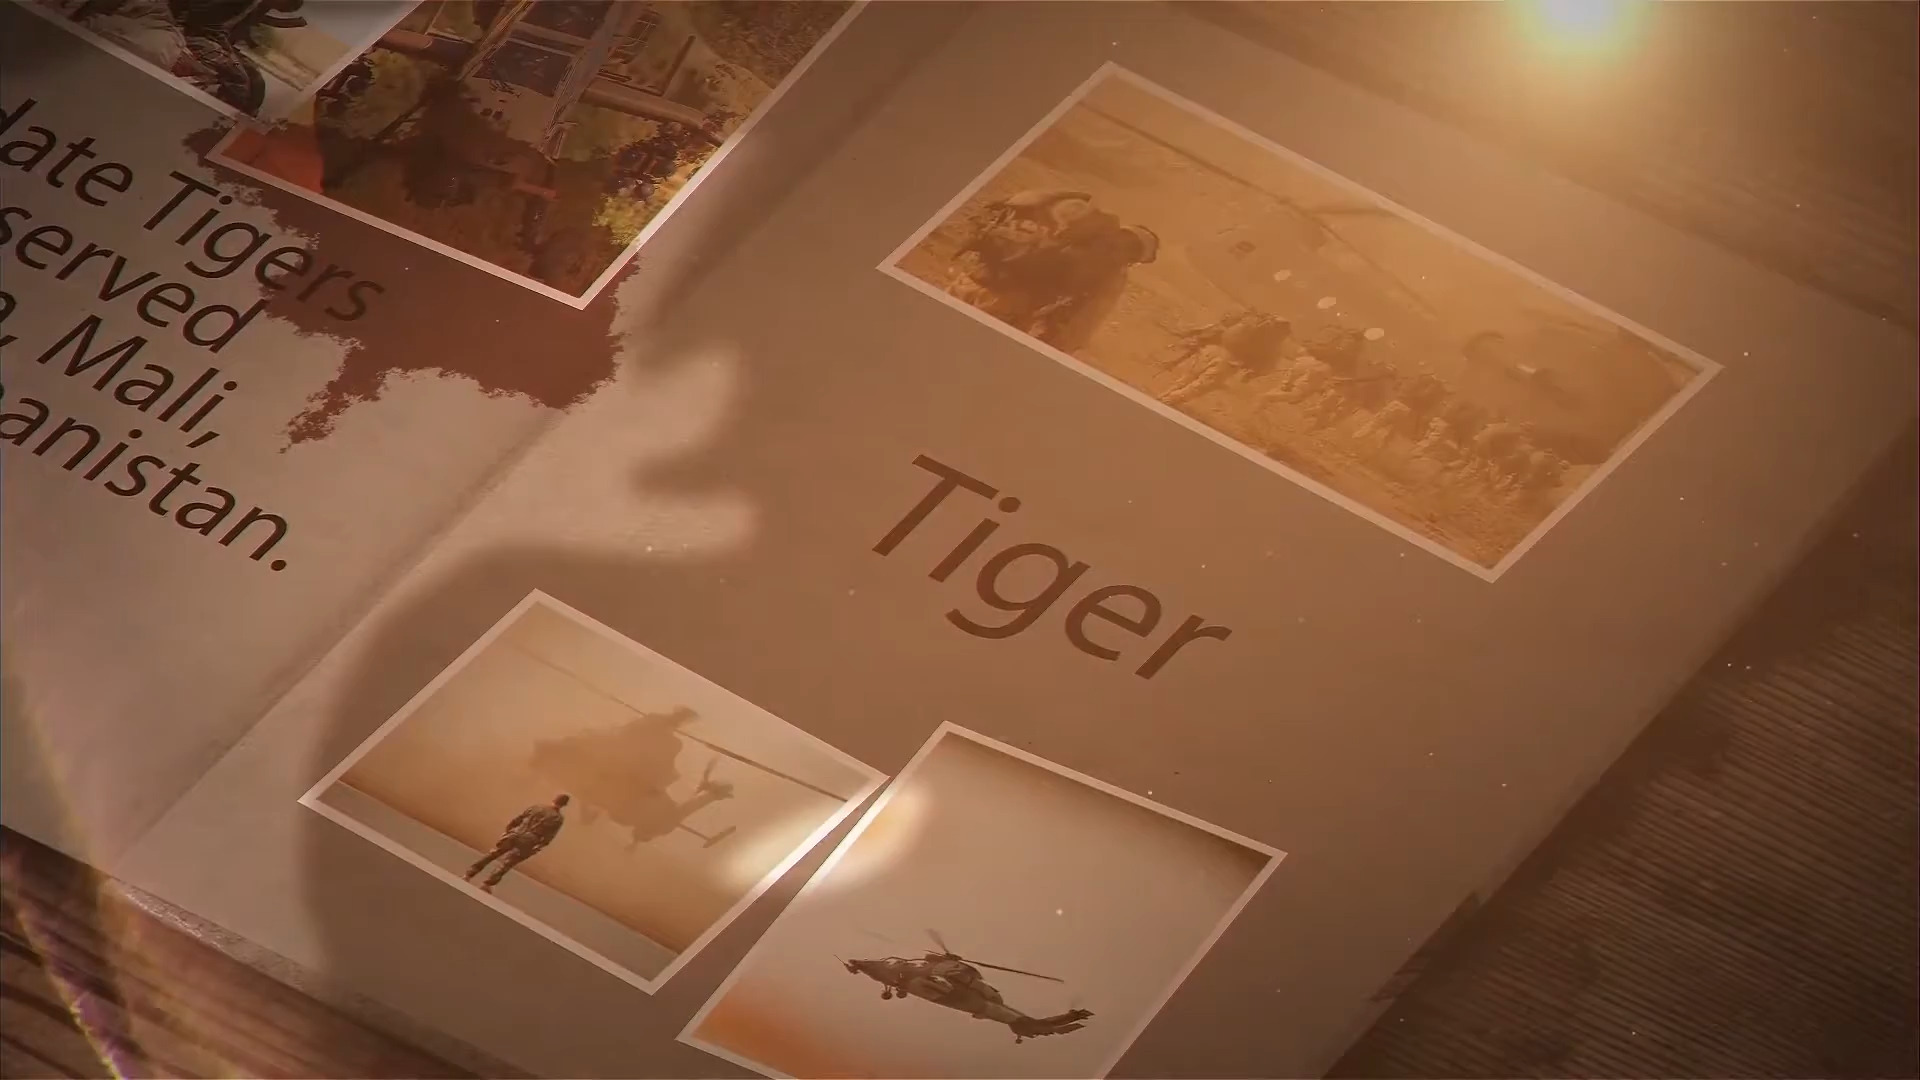 date Tigers
served
, Mali,
anistan.
Tiger